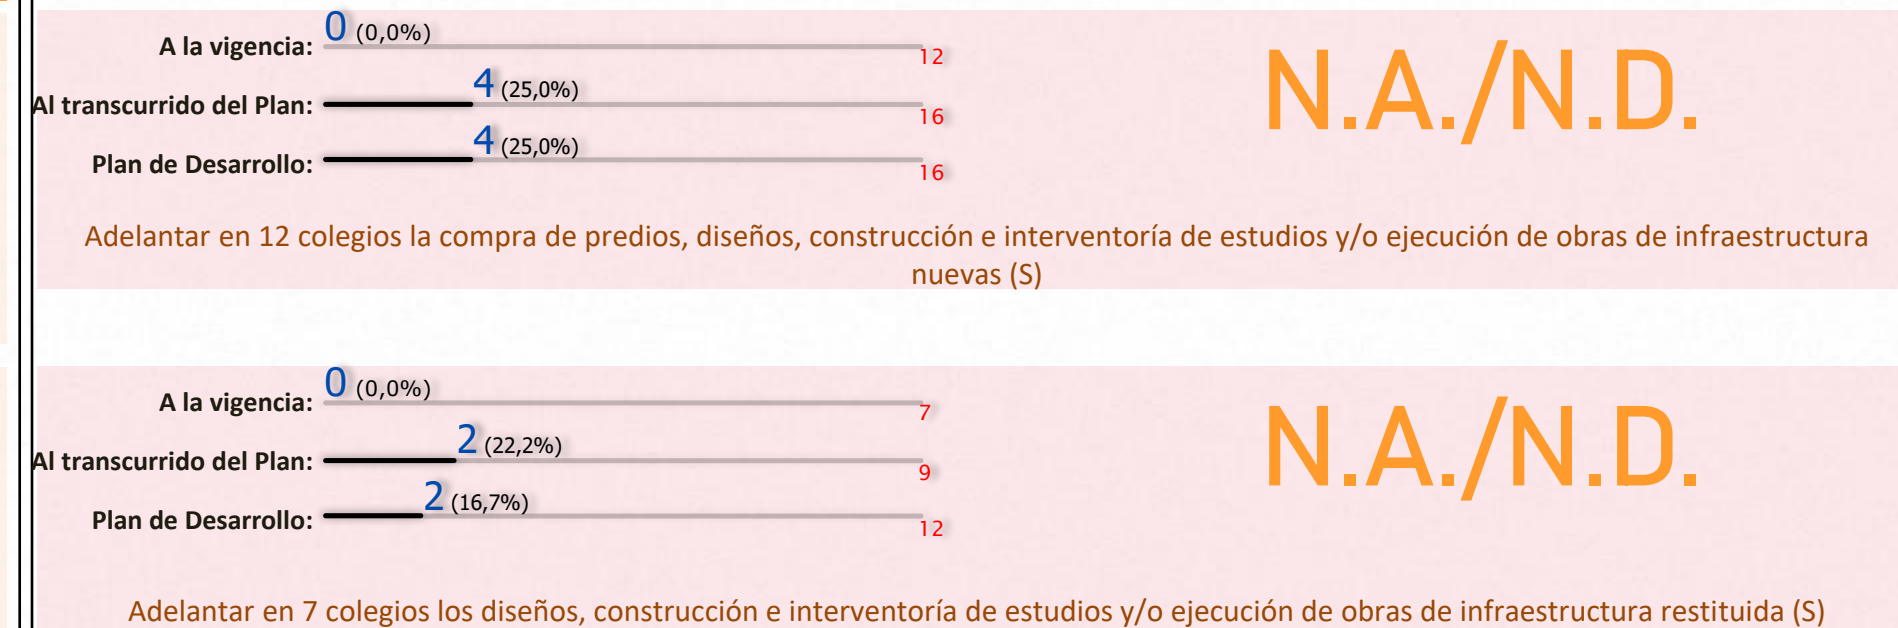 A la vigencia: 0 (0,0%) 12
Al transcurrido del Plan: 4 (25,0%) 16
Plan de Desarrollo: 4 (25,0%) 16
N.A./N.D.
Adelantar en 12 colegios la compra de predios, diseños, construcción e interventoría de estudios y/o ejecución de obras de infraestructura
nuevas (S)
A la vigencia: 0 (0,0%) 7
Al transcurrido del Plan: 2 (22,2%) 9
Plan de Desarrollo: 2 (16,7%) 12
N.A./N.D.
Adelantar en 7 colegios los diseños, construcción e interventoría de estudios y/o ejecución de obras de infraestructura restituida (S)